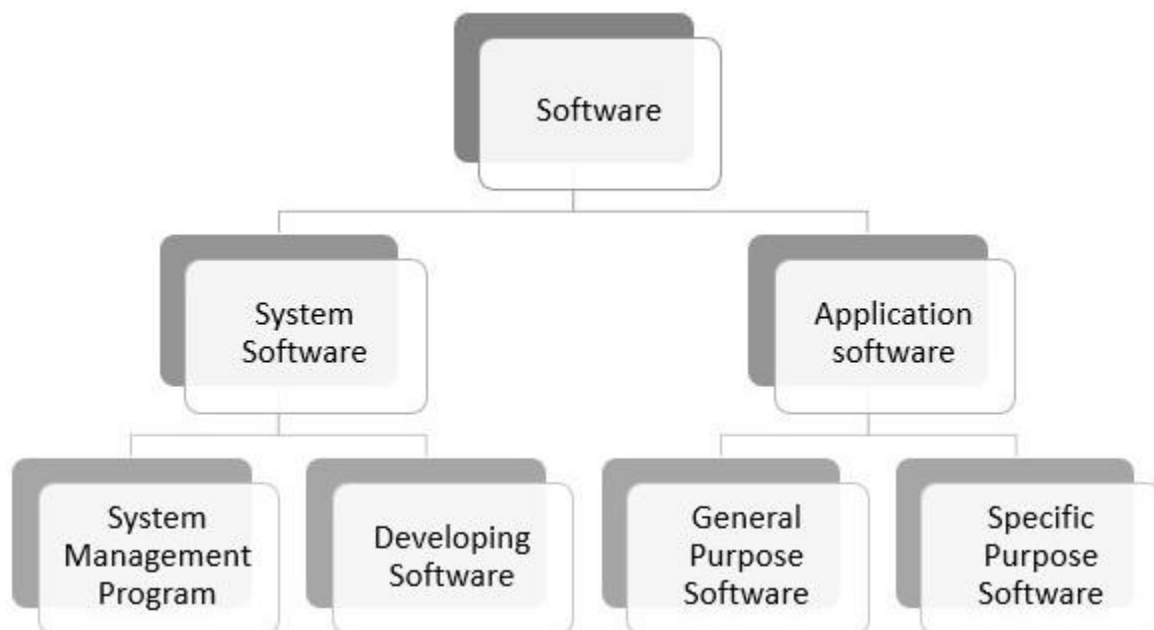 Software
System
Software
Application
software
System
Management
Program
Developing
Software
General
Purpose
Software
Specific
Purpose
Software